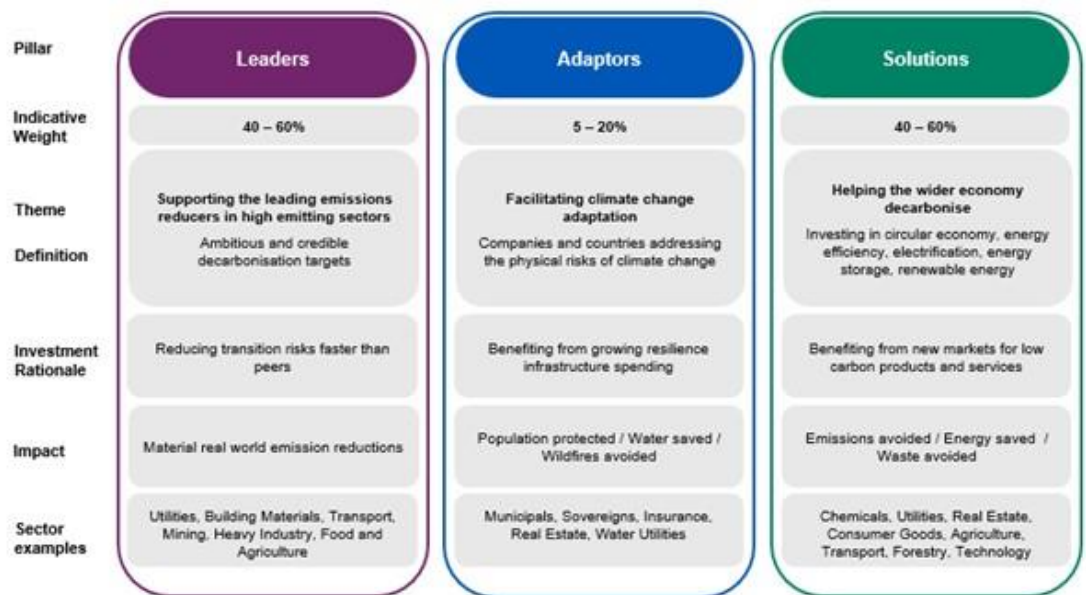 Pillar
Leaders
Adaptors
Solutions
Indicative
Weight
40 – 60%
5 – 20%
40 – 60%
Theme
Supporting the leading emissions
reducers in high emitting sectors
Facilitating climate change
adaptation
Helping the wider economy
decarbonise
Definition
Ambitious and credible
decarbonisation targets
Companies and countries addressing
the physical risks of climate change
Investing in circular economy, energy
efficiency, electrification, energy
storage, renewable energy
Investment
Rationale
Reducing transition risks faster than
peers
Benefiting from growing resilience
infrastructure spending
Benefiting from new markets for low
carbon products and services
Impact
Material real world emission reductions
Population protected / Water saved /
Wildfires avoided
Emissions avoided / Energy saved /
Waste avoided
Sector
examples
Utilities, Building Materials, Transport,
Mining, Heavy Industry, Food and
Agriculture
Municipals, Sovereigns, Insurance,
Real Estate, Water Utilities
Chemicals, Utilities, Real Estate,
Consumer Goods, Agriculture,
Transport, Forestry, Technology